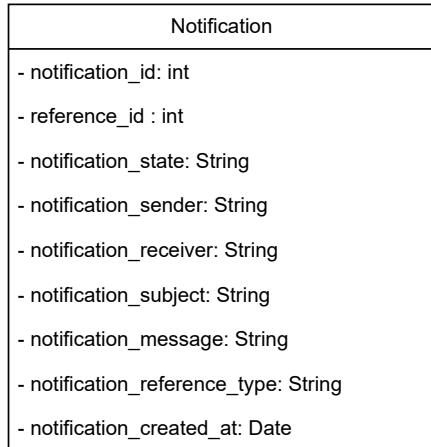 Notification
- notification_id: int
- reference_id : int
- notification_state: String
- notification_sender: String
- notification_receiver: String
- notification_subject: String
- notification_message: String
- notification_reference_type: String
- notification_created_at: Date